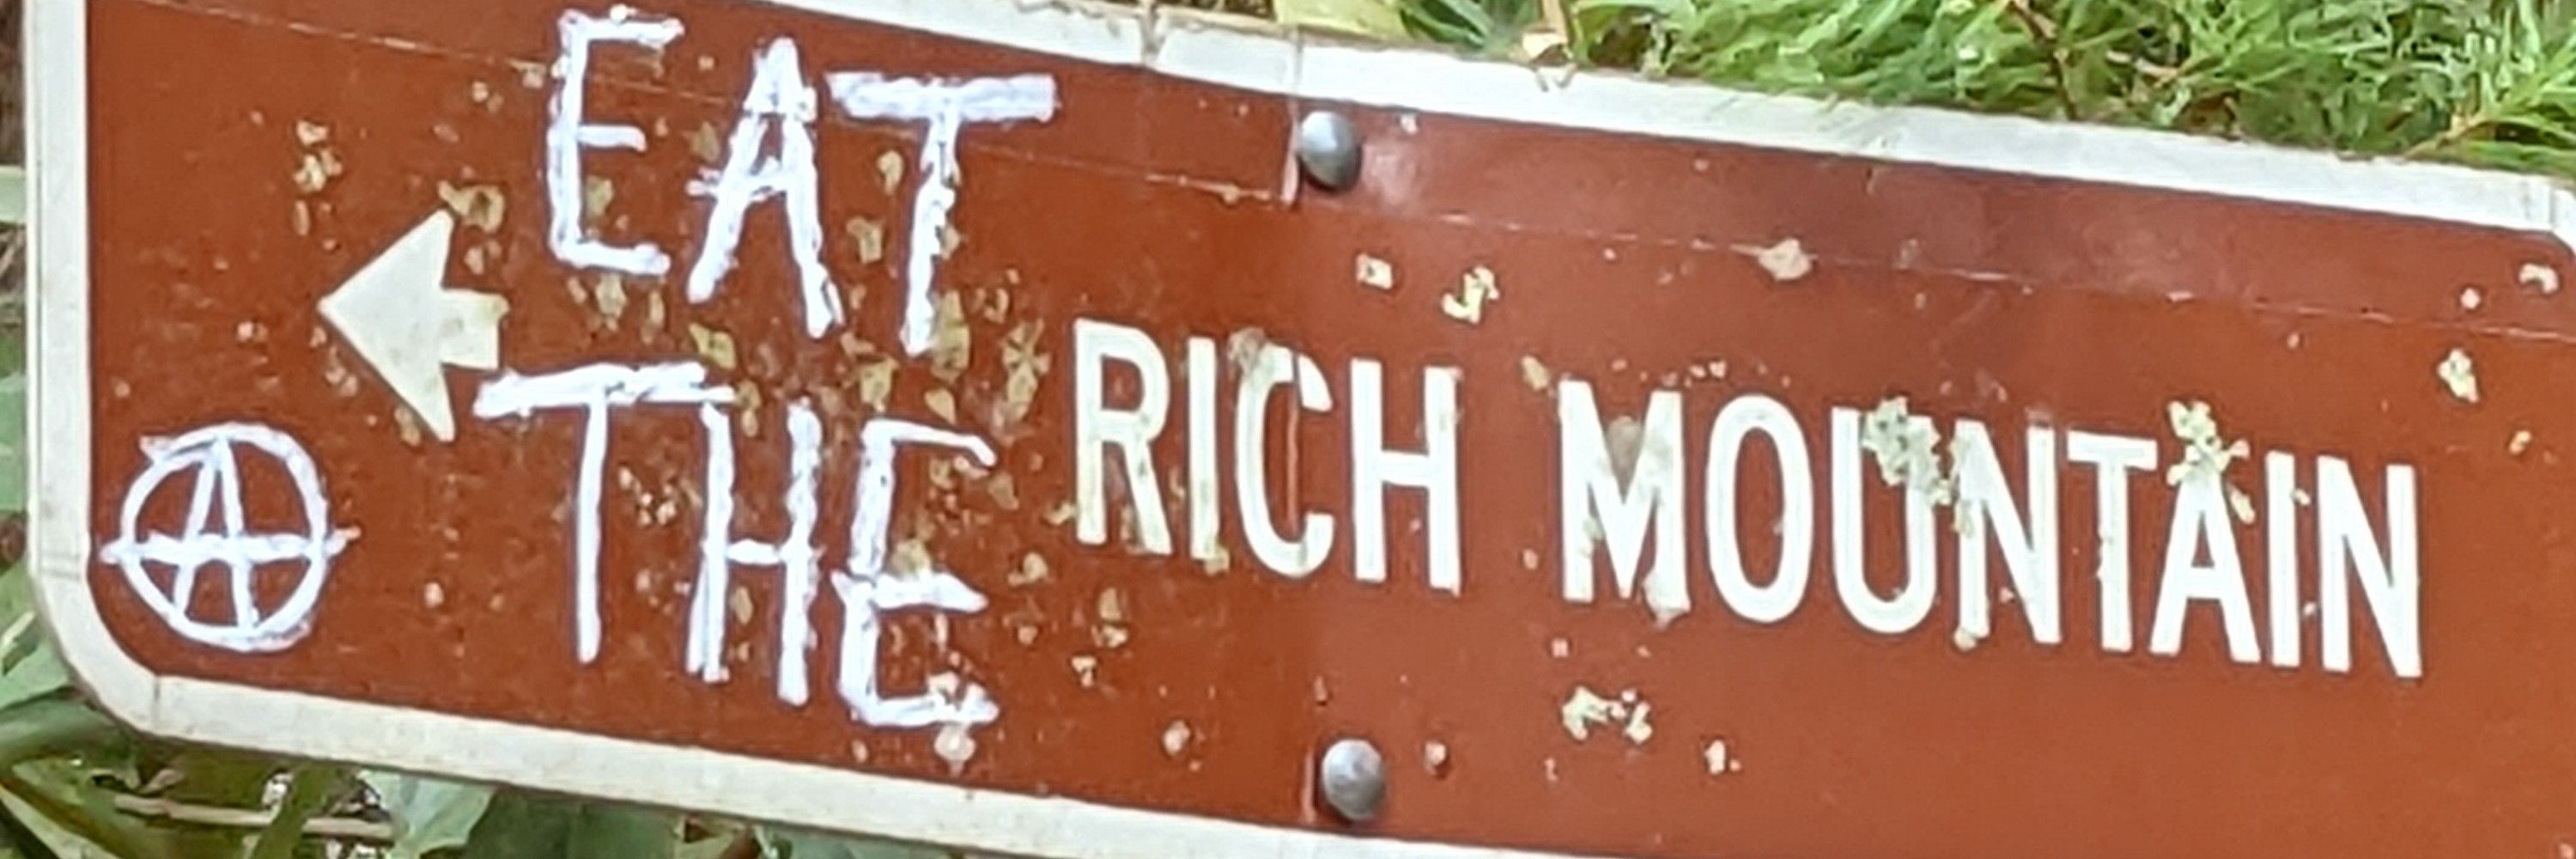 EAT
THE RICH MOUNTAIN
Ⓐ